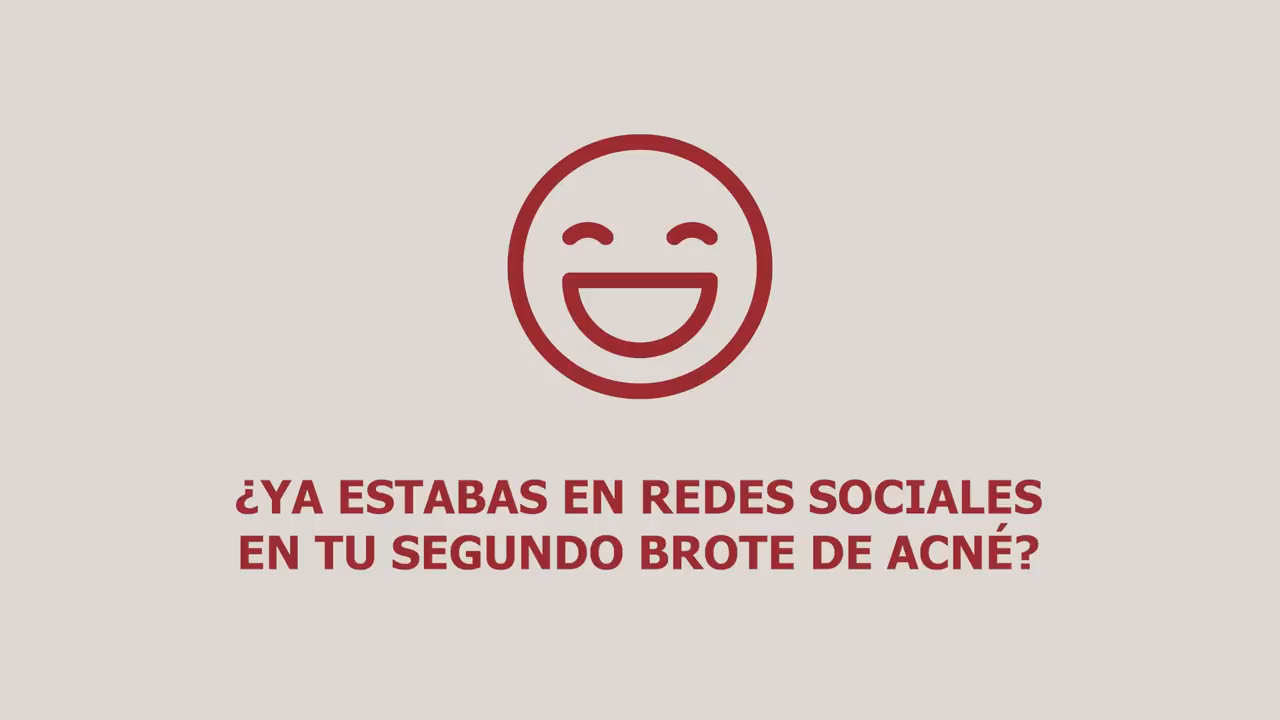 ¿YA ESTABAS EN REDES SOCIALES
EN TU SEGUNDO BROTE DE ACNÉ?